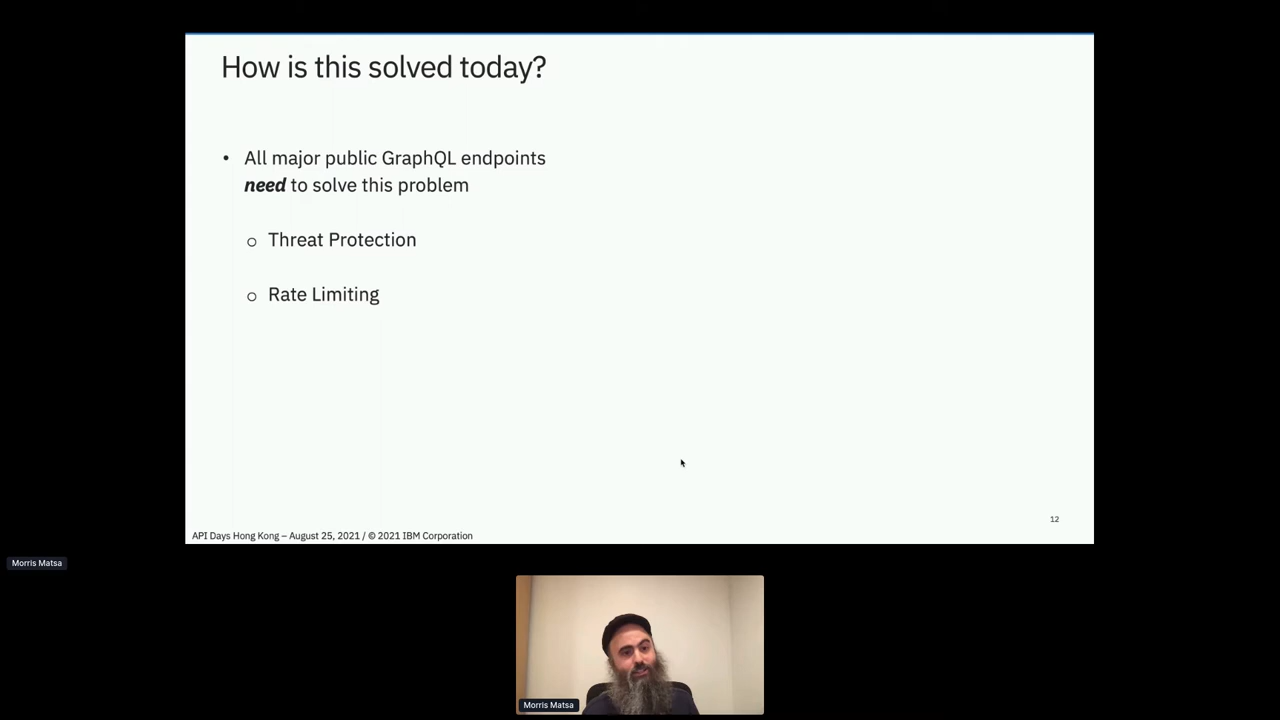 How is this solved today?
• All major public GraphQL endpoints
need to solve this problem
o Threat Protection
o Rate Limiting
12
API Days Hong Kong – August 25, 2021 / © 2021 IBM Corporation
Morris Matsa
Morris Matsa